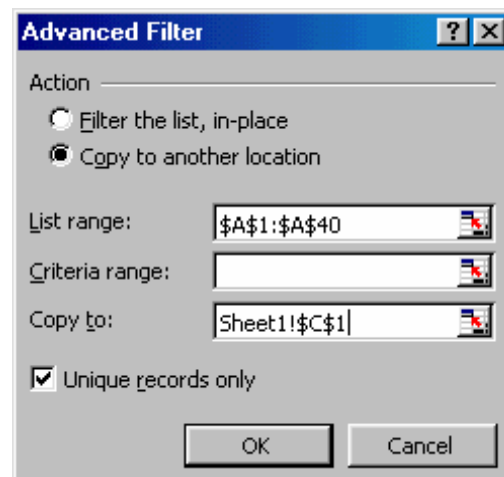 Advanced Filter
Action
Filter the list, in-place
Copy to another location
List range: $A$1:$A$40
Criteria range:
Copy to: Sheet1!$C$1
Unique records only
OK Cancel